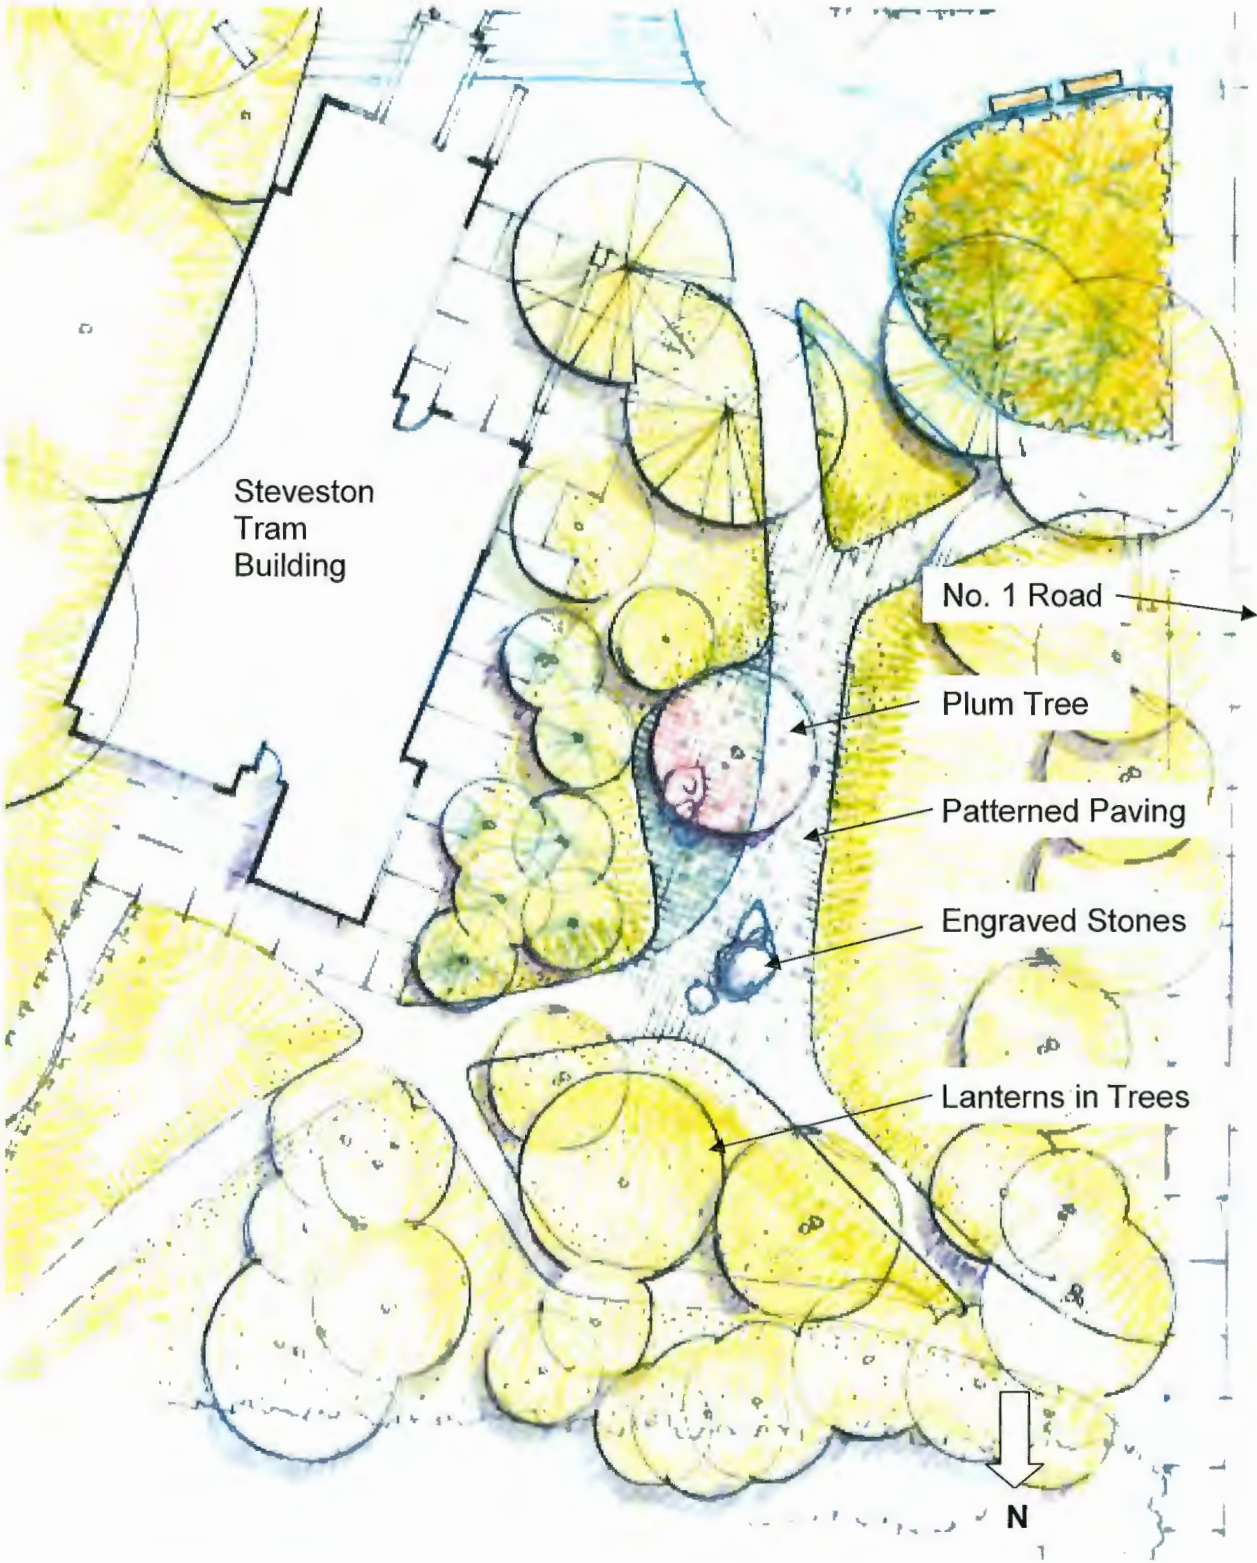 Steveston
Tram
Building
No. 1 Road
Plum Tree
Patterned Paving
Engraved Stones
Lanterns in Trees
N